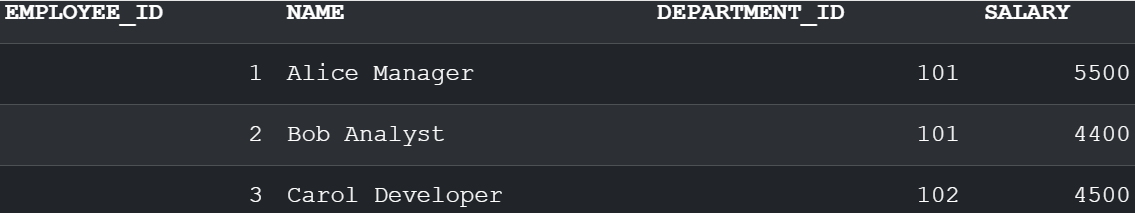 EMPLOYEE_ID NAME DEPARTMENT_ID SALARY
1 Alice Manager 101 5500
2 Bob Analyst 101 4400
3 Carol Developer 102 4500